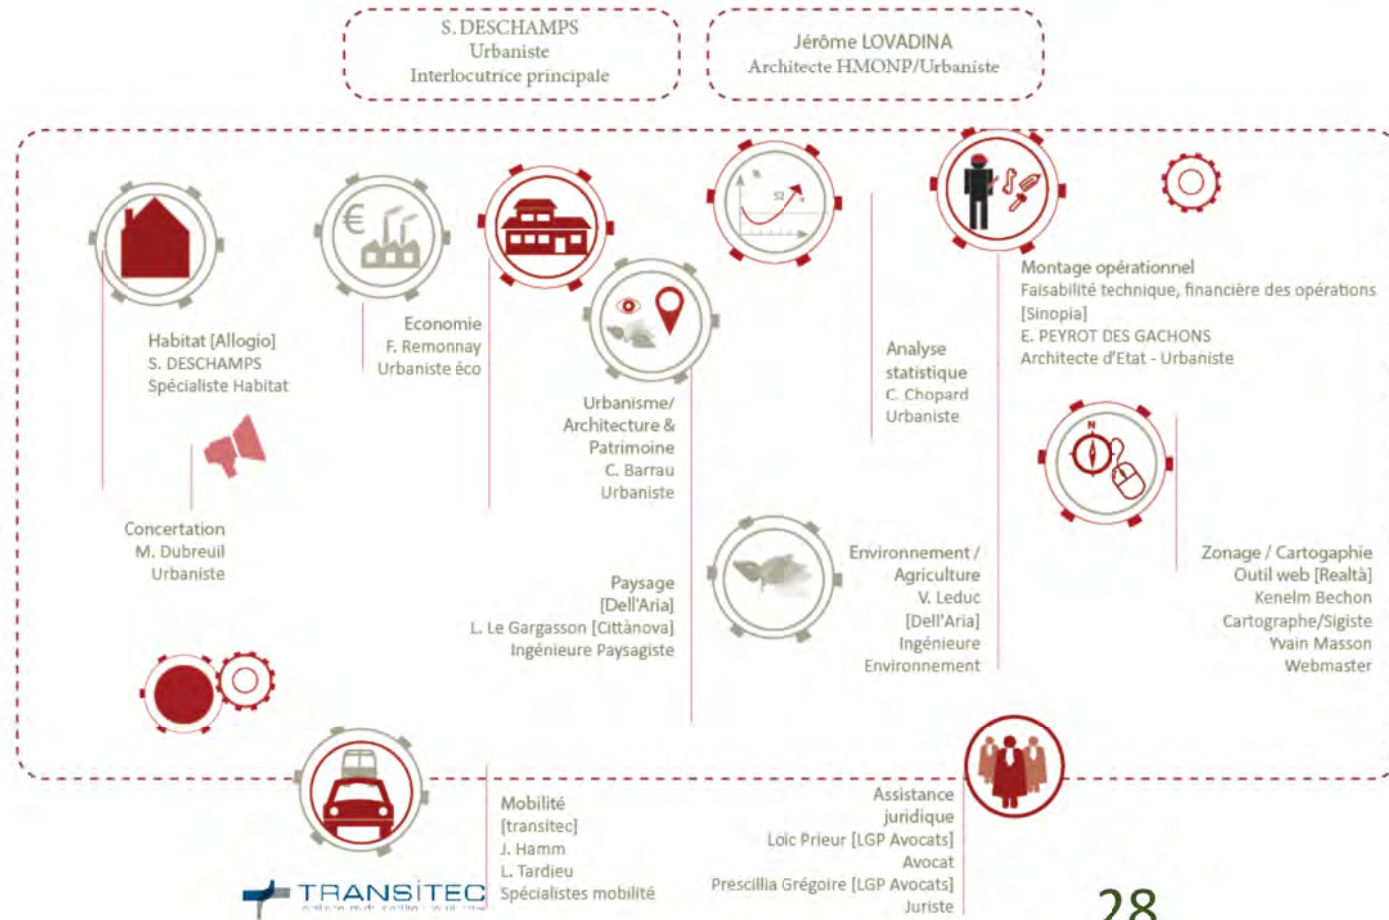 S. DESCHAMPS
Urbaniste
Interlocutrice principale
Jérôme LOVADINA
Architecte HMONP/Urbaniste
Habitat [Allogio]
S. DESCHAMPS
Spécialiste Habitat
€
Economie
F. Remonnay
Urbaniste éco
Urbanisme/
Architecture &
Patrimoine
C. Barrau
Urbaniste
Analyse
statistique
C. Chopard
Urbaniste
Montage opérationnel
Faisabilité technique, financière des opérations
[Sinopia]
E. PEYROT DES GACHONS
Architecte d'Etat - Urbaniste
N
Concertation
M. Dubreuil
Urbaniste
Paysage
[Dell'Aria]
L. Le Gargasson [Cittànova]
Ingénieure Paysagiste
Environnement /
Agriculture
V. Leduc
[Dell'Aria]
Ingénieure
Environnement
Zonage / Cartogaphie
Outil web [Realtà]
Kenelm Bechon
Cartographe/Sigiste
Yvain Masson
Webmaster
Mobilité
[transitec]
J. Hamm
L. Tardieu
Spécialistes mobilité
TRANSiTEC
Assistance
juridique
Loic Prieur [LGP Avocats]
Avocat
Prescillia Grégoire [LGP Avocats]
Juriste
28